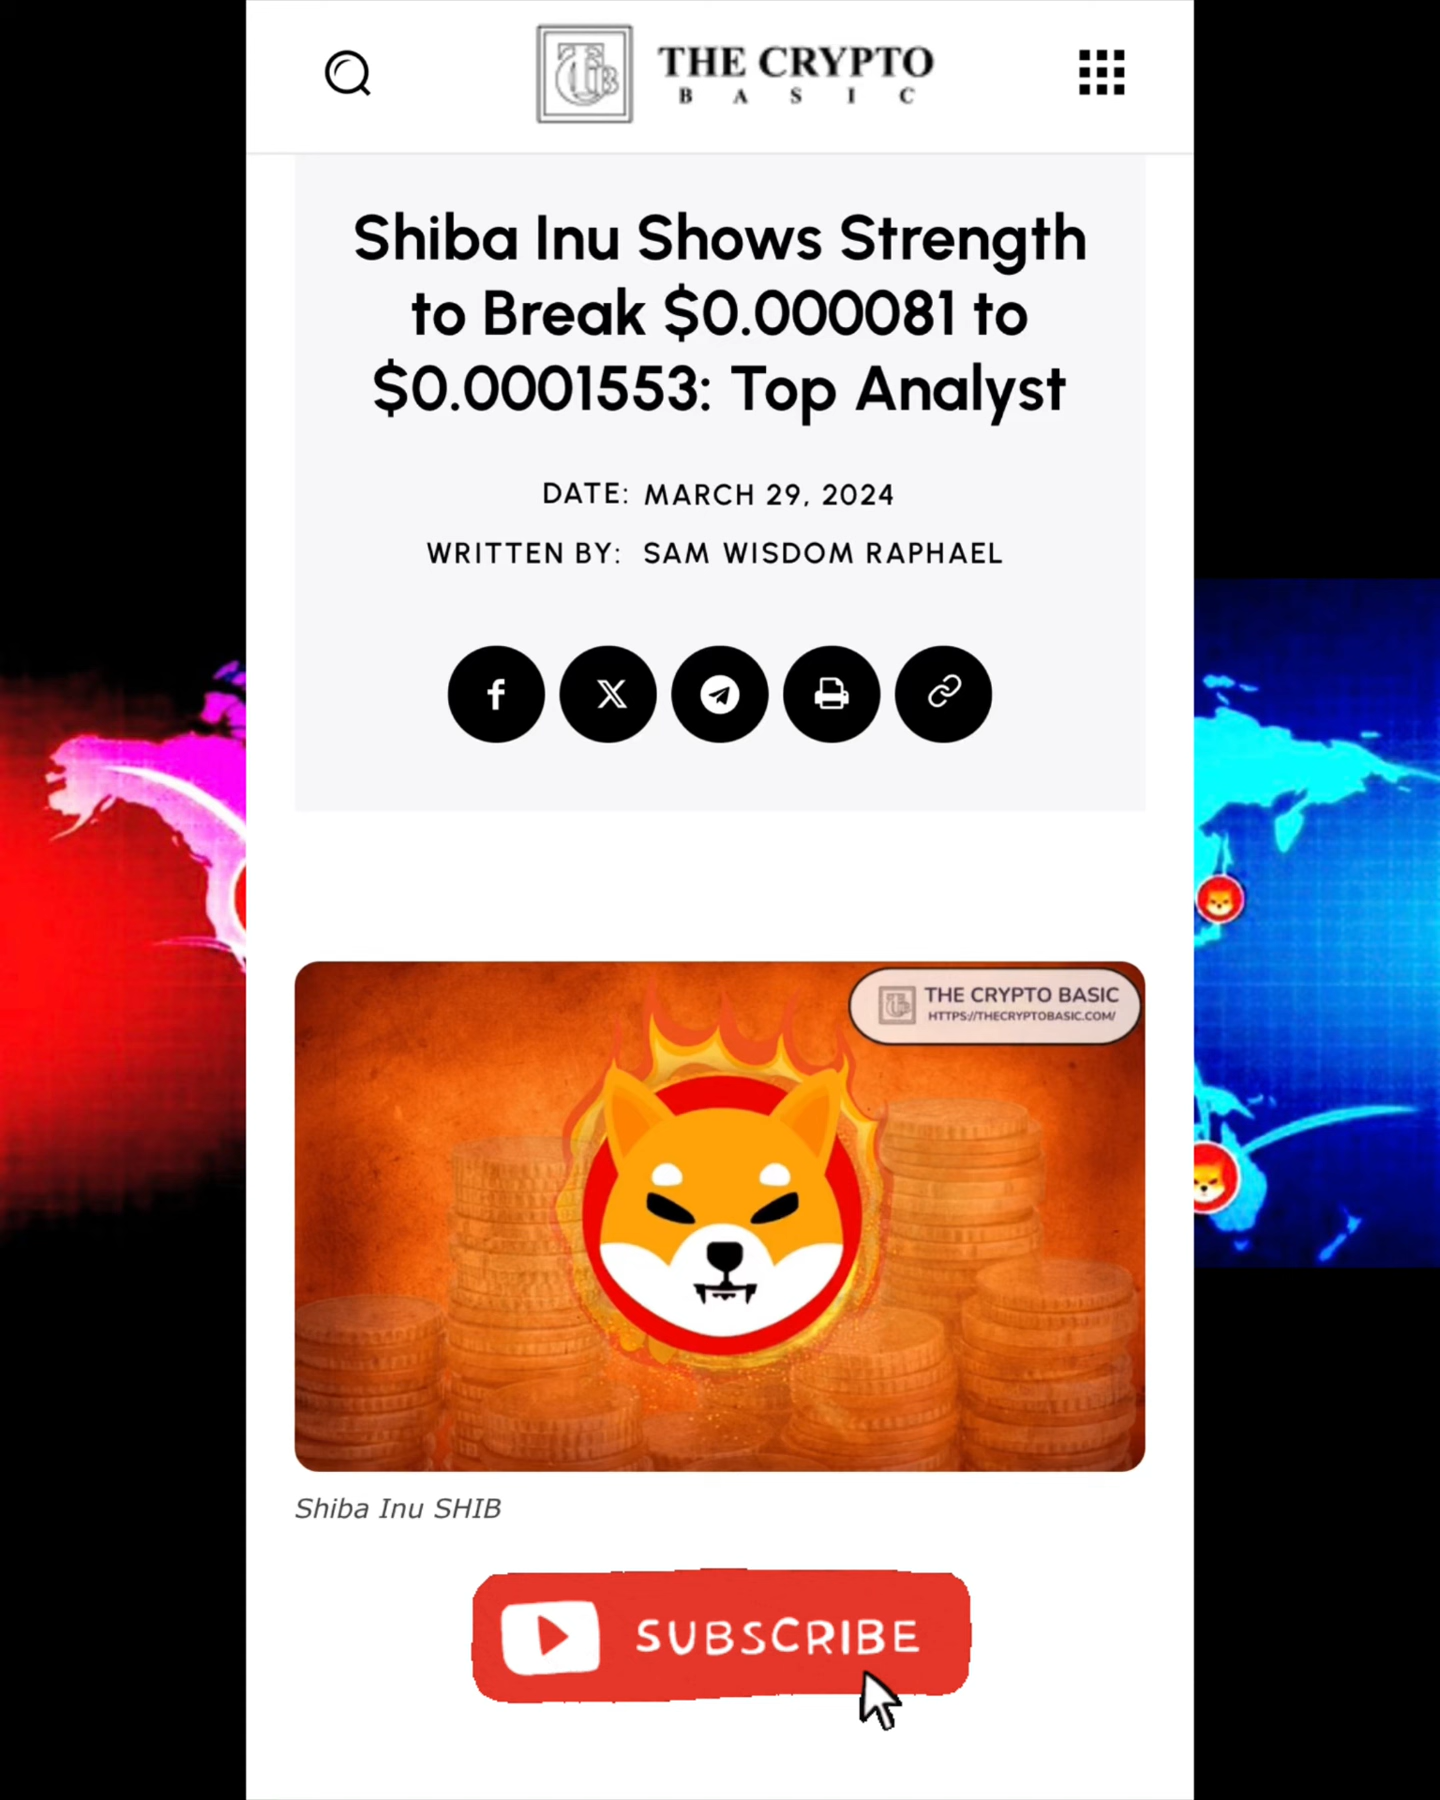 THE CRYPTO
BASIC
Shiba Inu Shows Strength
to Break $0.000081 to
$0.0001553: Top Analyst
DATE: MARCH 29, 2024
WRITTEN BY: SAM WISDOM RAPHAEL
THE CRYPTO BASIC
HTTPS://THECRYPTOBASIC.COM/
Shiba Inu SHIB
SUBSCRIBE